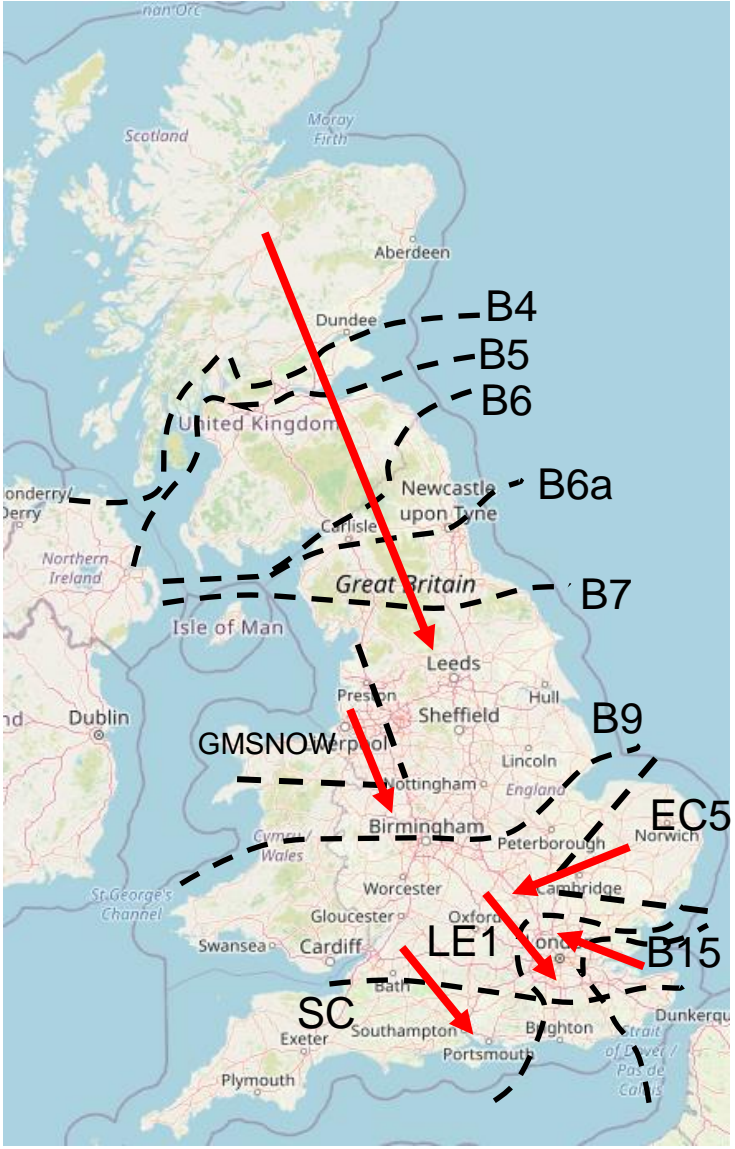 nan Orc
Moray
Firth
Scotland
Aberdeen
B4
Dundee
B5
B6
United Kingdom
onderry/
Derry
B6a
Newcastle
upon Tyne
Carlisle
Northern
Ireland
Great Britain
B7
Isle of Man
Leeds
Preston
Hull
nd
Dublin
Sheffield
B9
GMSNOW
erpool
Lincoln
Nottingham
England
EC5
Birmingham
Norwich
Cymru /
Wales
Peterborough
St George's
Channel
Worcester
Cambridge
Gloucester
Oxford
LE1
ond
B15
Swansea
Cardiff
Bath
SC
Southampton
Brighton
Dunkerqu
Exeter
Portsmouth
Strait
of Dover /
Pas de
Calais
Plymouth